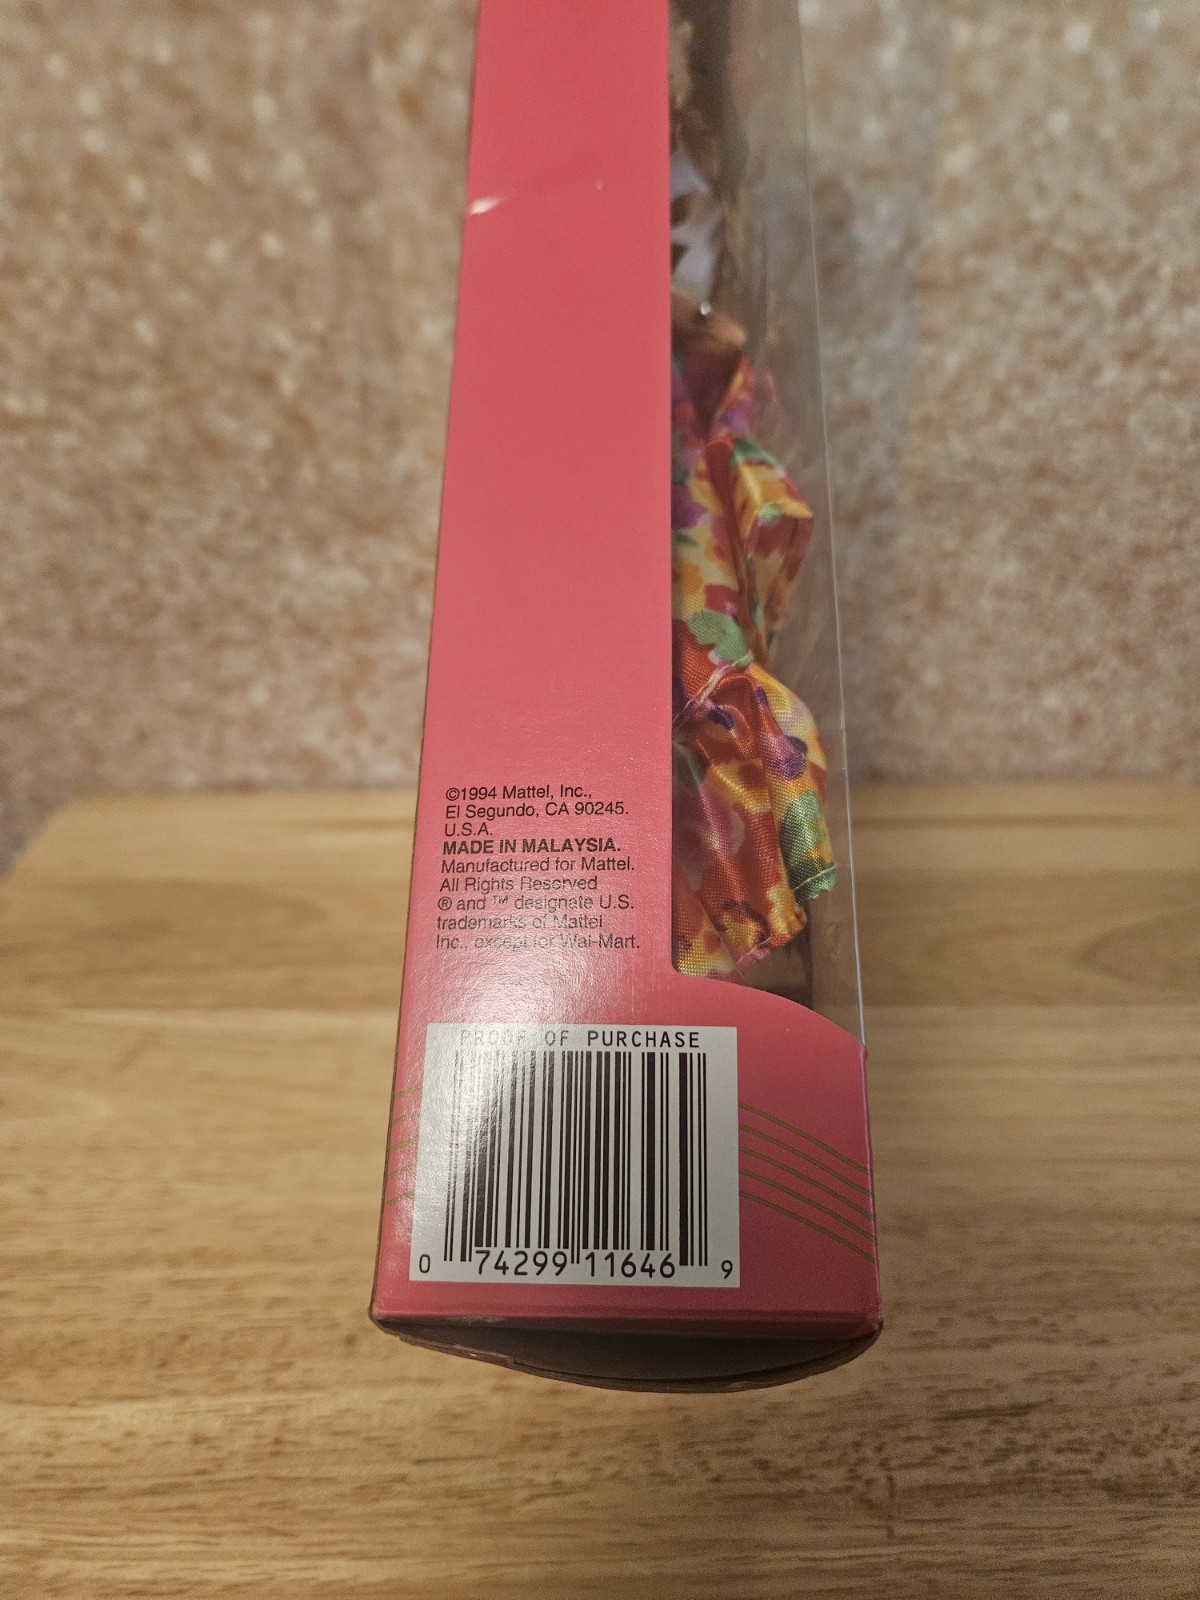 ©1994 Mattel, Inc.,
El Segundo, CA 90245.
U.S.A.
MADE IN MALAYSIA.
Manufactured for Mattel.
All Rights Reserved
® and ™ designate U.S.
trademarks of Mattel
Inc., except for Wal-Mart.
PROOF OF PURCHASE
0 74299 11646 9